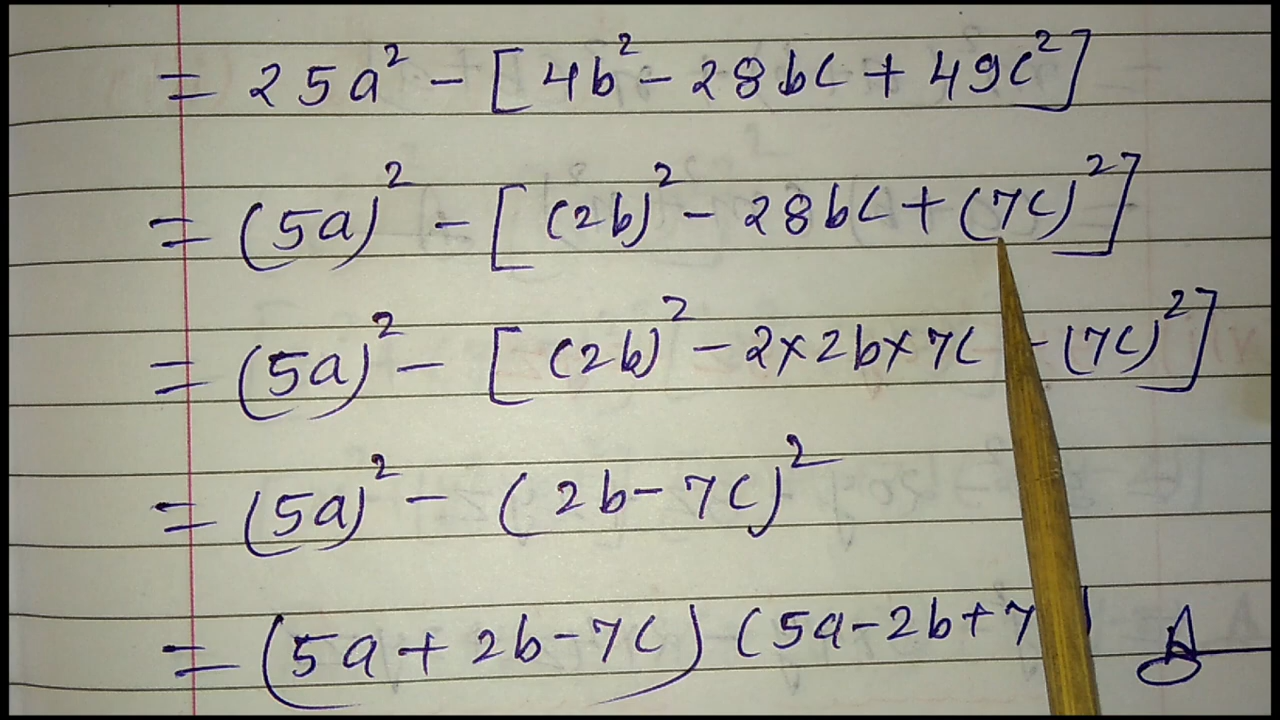 = 25a² - [4b² - 28bc + 49c²]
= (5a)² - [(2b)² - 28bc + (7c)²]
= (5a)² - [(2b)² - 2×2b×7c - (7c)²]
= (5a)² - (2b - 7c)²
= (5a + 2b - 7c) (5a - 2b + 7 )